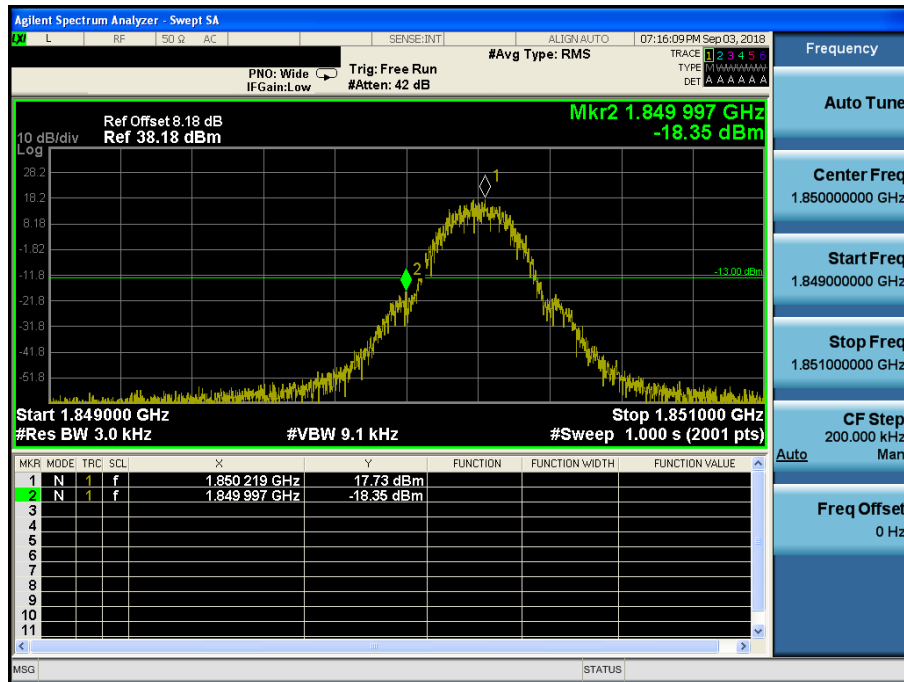 Agilent Spectrum Analyzer - Swept SA
LXI L RF 50 Ω AC SENSE:INT ALIGN AUTO 07:16:09 PM Sep 03, 2018
#Avg Type: RMS TRACE 1 2 3 4 5 6
PNO: Wide Trig: Free Run TYPE M WWWWW
IFGain:Low #Atten: 42 dB DET A A A A A A
Frequency
Mkr2 1.849 997 GHz
-18.35 dBm
Ref Offset 8.18 dB
10 dB/div Ref 38.18 dBm
Log
28.2
18.2
8.18
-1.82
-11.8
-21.8
-31.8
-41.8
-51.8
1
2
-13.00 dBm
Start 1.849000 GHz Stop 1.851000 GHz
#Res BW 3.0 kHz #VBW 9.1 kHz #Sweep 1.000 s (2001 pts)
MKR MODE TRC SCL X Y FUNCTION FUNCTION WIDTH FUNCTION VALUE
1 N 1 f 1.850 219 GHz 17.73 dBm
2 N 1 f 1.849 997 GHz -18.35 dBm
3
4
5
6
7
8
9
10
11
MSG STATUS
Auto Tune
Center Freq
1.850000000 GHz
Start Freq
1.849000000 GHz
Stop Freq
1.851000000 GHz
CF Step
200.000 kHz
Auto Man
Freq Offset
0 Hz